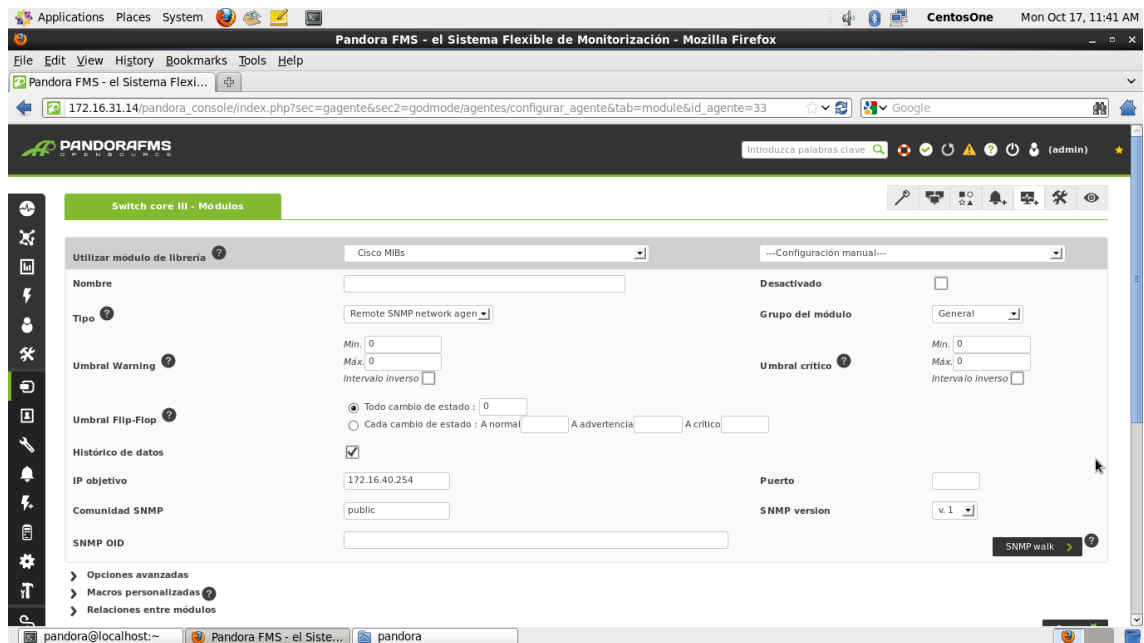 Applications Places System CentosOne Mon Oct 17, 11:41 AM
Pandora FMS - el Sistema Flexible de Monitorización - Mozilla Firefox
File Edit View History Bookmarks Tools Help
Pandora FMS - el Sistema Flexi...
172.16.31.14/pandora_console/index.php?sec=gagente&sec2=godmode/agentes/configurar_agente&tab=module&id_agente=33 Google
PANDORAFMS
OPENSOURCE
Introduzca palabras clave (admin)
Switch core III - Módulos
Utilizar módulo de librería Cisco MIBs ---Configuración manual---
Nombre Desactivado
Tipo Remote SNMP network agen Grupo del módulo General
Umbral Warning Min. 0 Umbral crítico Min. 0
Máx. 0 Máx. 0
Intervalo inverso Intervalo inverso
Umbral Flip-Flop Todo cambio de estado : 0
Cada cambio de estado : A normal A advertencia A crítico
Histórico de datos
IP objetivo 172.16.40.254 Puerto
Comunidad SNMP public SNMP version v. 1
SNMP OID SNMP walk
Opciones avanzadas
Macros personalizadas
Relaciones entre módulos
pandora@localhost:~ Pandora FMS - el Siste... pandora